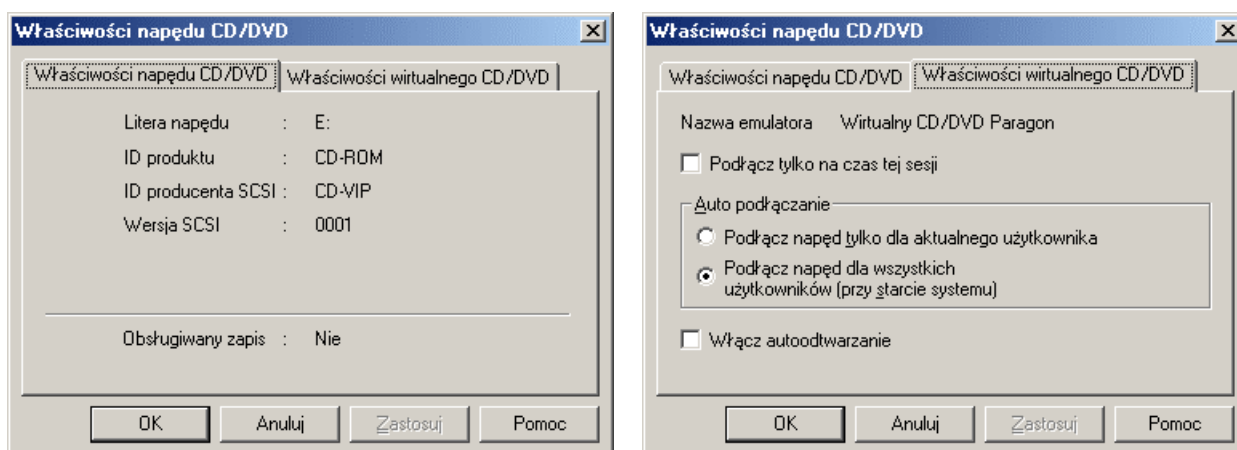 Właściwości napędu CD/DVD
Właściwości napędu CD/DVD Właściwości wirtualnego CD/DVD
Litera napędu : E:
ID produktu : CD-ROM
ID producenta SCSI : CD-VIP
Wersja SCSI : 0001
Obsługiwany zapis : Nie
OK Anuluj Zastosuj Pomoc
Właściwości napędu CD/DVD
Właściwości napędu CD/DVD Właściwości wirtualnego CD/DVD
Nazwa emulatora Wirtualny CD/DVD Paragon
Podłącz tylko na czas tej sesji
Auto podłączanie
Podłącz napęd tylko dla aktualnego użytkownika
Podłącz napęd dla wszystkich
użytkowników (przy starcie systemu)
Włącz autoodtwarzanie
OK Anuluj Zastosuj Pomoc